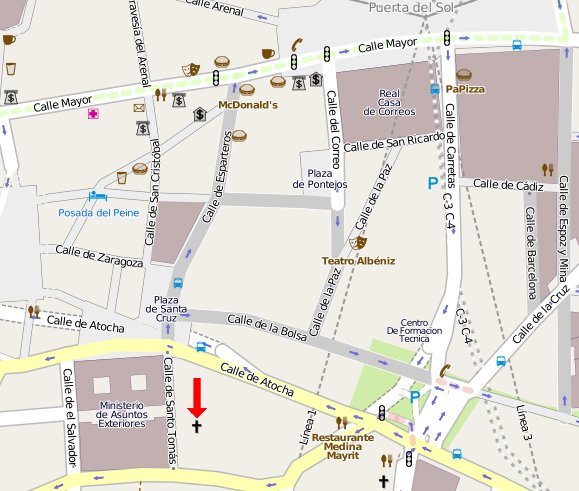 Puerta del Sol
Calle Arenal
ravesía del Arenal
Calle Mayor
Calle Mayor
PaPizza
McDonald's
Real
Casa
de Correos
Calle del Correo
Calle de San Ricardo
Calle de Carretas
C-3 C-4
Calle de San Cristóbal
Calle de Esparteros
Plaza
de Pontejos
Calle de la Paz
P
Calle de Cádiz
Posada del Peine
Calle de Espoz y Mina
Calle de Barcelona
Calle de Zaragoza
Teatro Albéniz
Calle de la Paz
Plaza
de Santa
Cruz
Calle de Atocha
Calle de la Bolsa
Centro
De Formacion
Tecnica
C-3 C-4
Calle de la Cruz
Calle de Atocha
Calle de el Salvador
Ministerio
de Asuntos
Exteriores
Calle de Santo Tomás
P
Línea 1
Línea 3
Restaurante
Medina
Mayrit